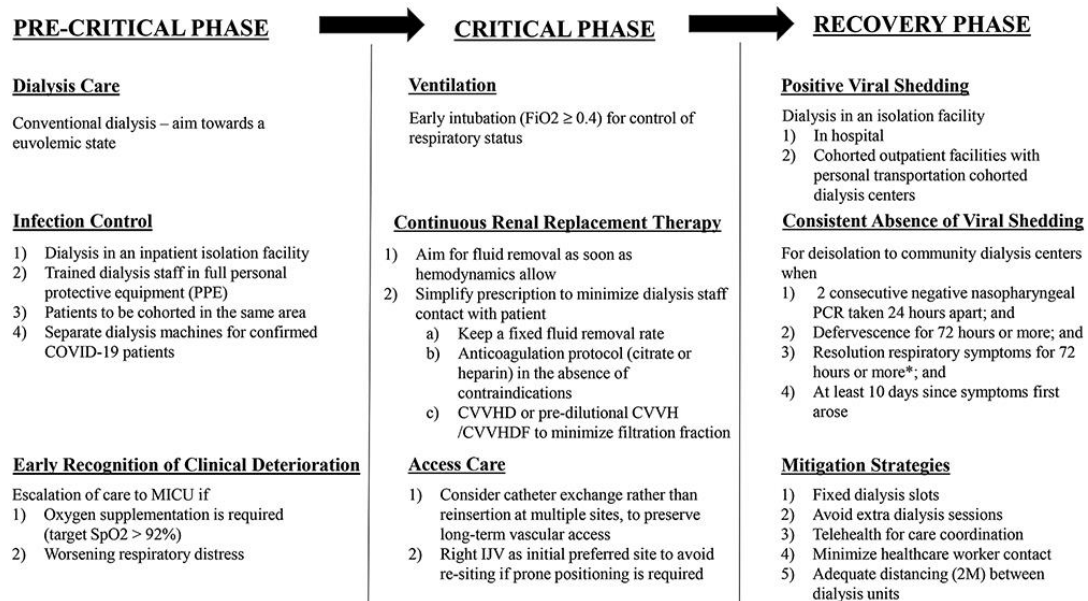 PRE-CRITICAL PHASE
Dialysis Care
Conventional dialysis – aim towards a
euvolemic state
Infection Control
1) Dialysis in an inpatient isolation facility
2) Trained dialysis staff in full personal
protective equipment (PPE)
3) Patients to be cohorted in the same area
4) Separate dialysis machines for confirmed
COVID-19 patients
Early Recognition of Clinical Deterioration
Escalation of care to MICU if
1) Oxygen supplementation is required
(target SpO2 > 92%)
2) Worsening respiratory distress
CRITICAL PHASE
Ventilation
Early intubation (FiO2 ≥ 0.4) for control of
respiratory status
Continuous Renal Replacement Therapy
1) Aim for fluid removal as soon as
hemodynamics allow
2) Simplify prescription to minimize dialysis staff
contact with patient
a) Keep a fixed fluid removal rate
b) Anticoagulation protocol (citrate or
heparin) in the absence of
contraindications
c) CVVHD or pre-dilutional CVVH
/CVVHDF to minimize filtration fraction
Access Care
1) Consider catheter exchange rather than
reinsertion at multiple sites, to preserve
long-term vascular access
2) Right IJV as initial preferred site to avoid
re-siting if prone positioning is required
RECOVERY PHASE
Positive Viral Shedding
Dialysis in an isolation facility
1) In hospital
2) Cohorted outpatient facilities with
personal transportation cohorted
dialysis centers
Consistent Absence of Viral Shedding
For deisolation to community dialysis centers
when
1) 2 consecutive negative nasopharyngeal
PCR taken 24 hours apart; and
2) Defervescence for 72 hours or more; and
3) Resolution respiratory symptoms for 72
hours or more*; and
4) At least 10 days since symptoms first
arose
Mitigation Strategies
1) Fixed dialysis slots
2) Avoid extra dialysis sessions
3) Telehealth for care coordination
4) Minimize healthcare worker contact
5) Adequate distancing (2M) between
dialysis units